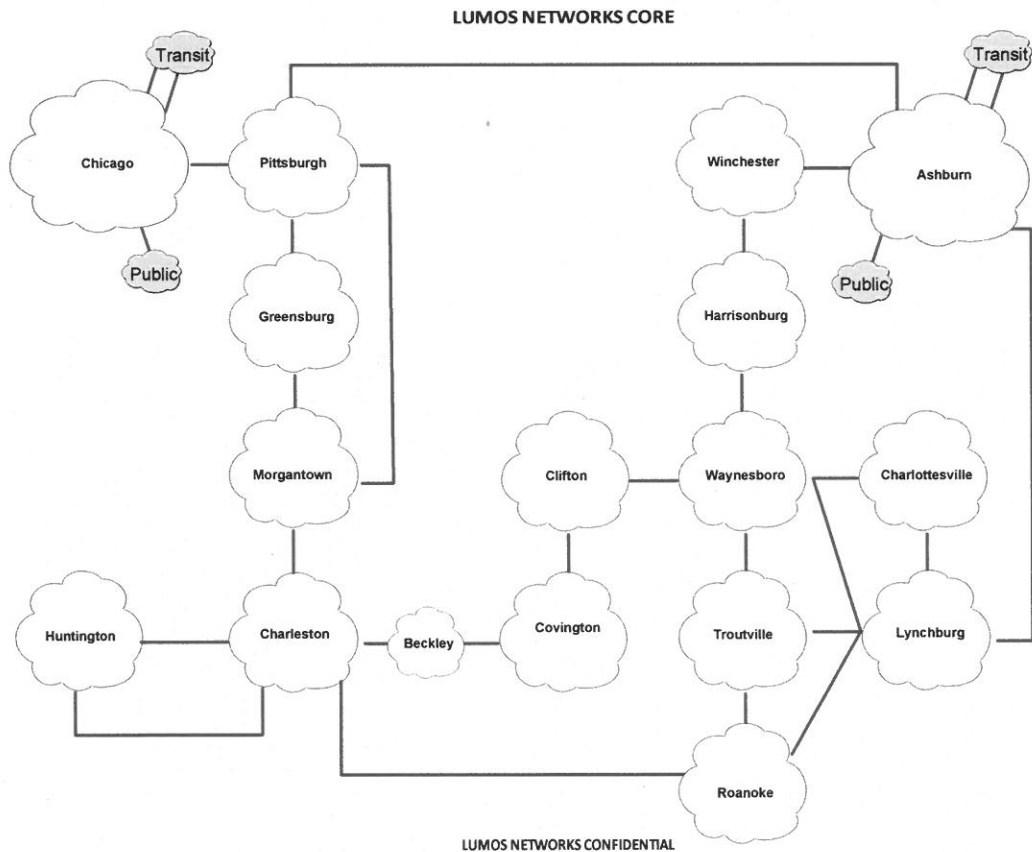 LUMOS NETWORKS CORE
Transit
Transit
Chicago
Pittsburgh
Winchester
Ashburn
Public
Public
Greensburg
Harrisonburg
Morgantown
Clifton
Waynesboro
Charlottesville
Huntington
Charleston
Beckley
Covington
Troutville
Lynchburg
Roanoke
LUMOS NETWORKS CONFIDENTIAL